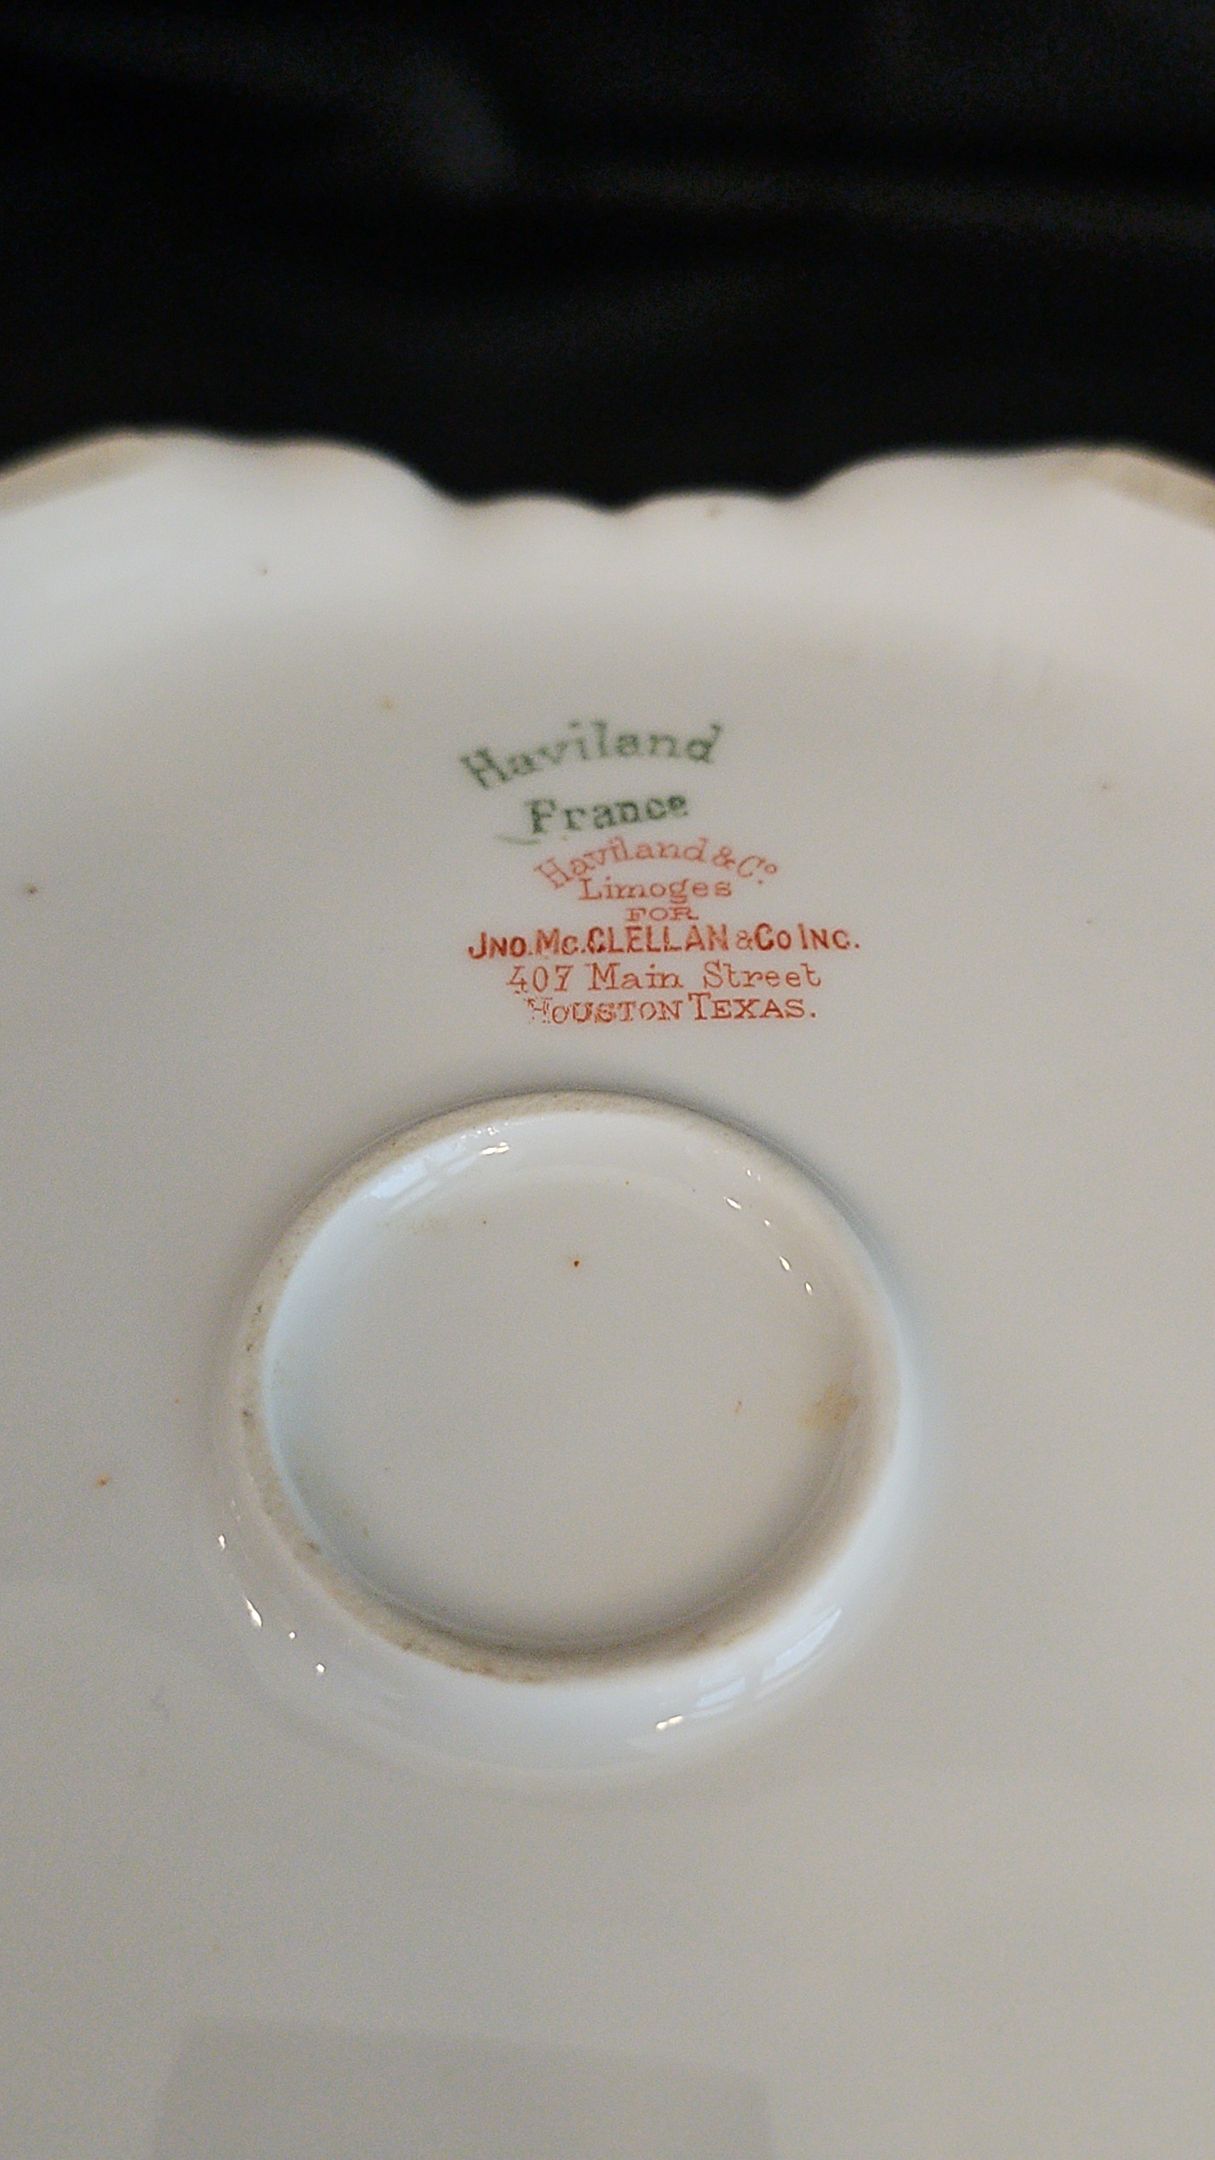 Haviland
France
Haviland & Co.
Limoges
FOR
JNO. Mc. CLELLAN & Co INC.
407 Main Street
HOUSTON TEXAS.